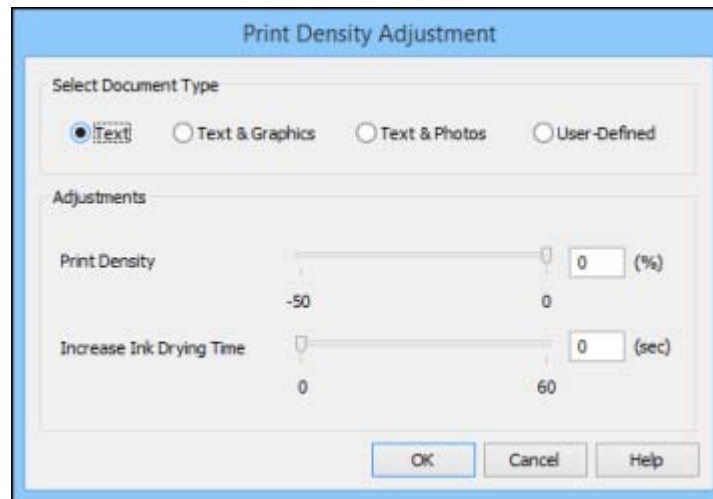 Print Density Adjustment
Select Document Type
Text Text & Graphics Text & Photos User-Defined
Adjustments
Print Density 0 (%)
-50 0
Increase Ink Drying Time 0 (sec)
0 60
OK Cancel Help